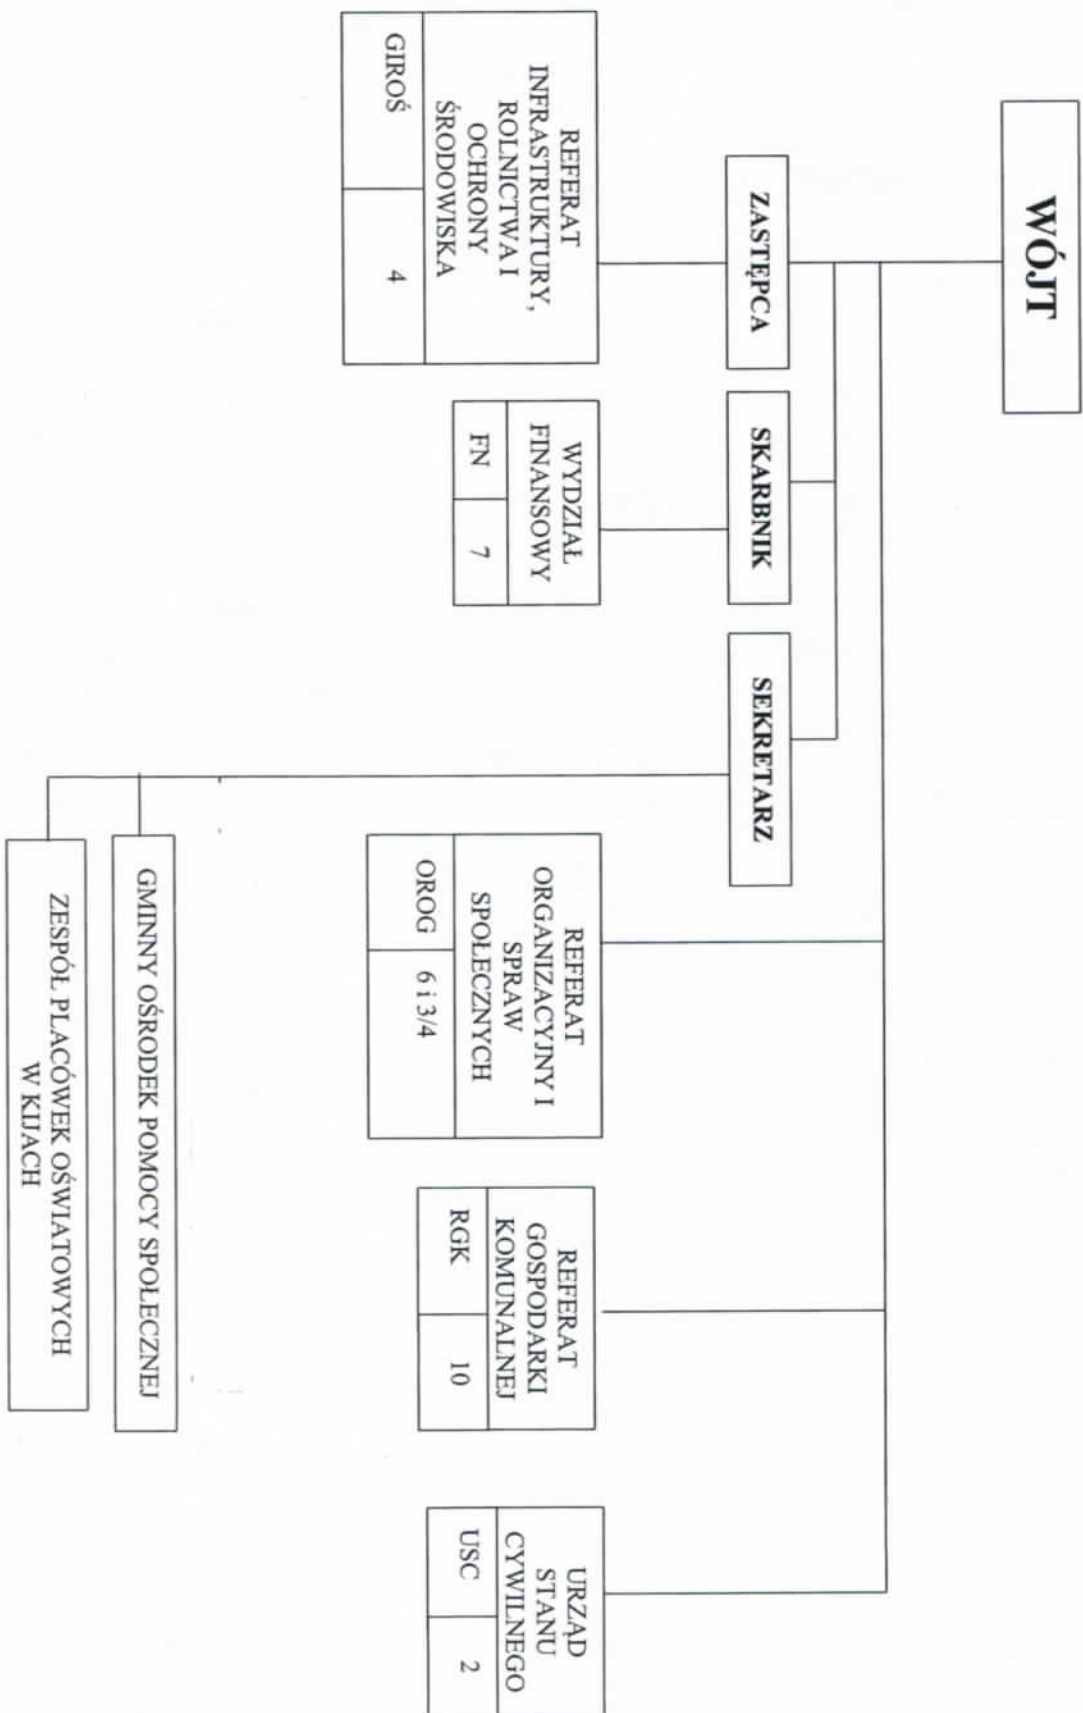 WÓJT
ZASTĘPCA
SKARBNIK
SEKRETARZ
REFERAT
INFRASTRUKTURY,
ROLNICTWA I
OCHRONY
ŚRODOWISKA
GIROŚ
4
WYDZIAŁ
FINANSOWY
FN
7
REFERAT
ORGANIZACYJNY I
SPRAW
SPOŁECZNYCH
OROG
6 i 3/4
REFERAT
GOSPODARKI
KOMUNALNEJ
RGK
10
URZĄD
STANU
CYWILNEGO
USC
2
GMINNY OŚRODEK POMOCY SPOŁECZNEJ
ZESPÓŁ PLACÓWEK OŚWIATOWYCH
W KIJACH